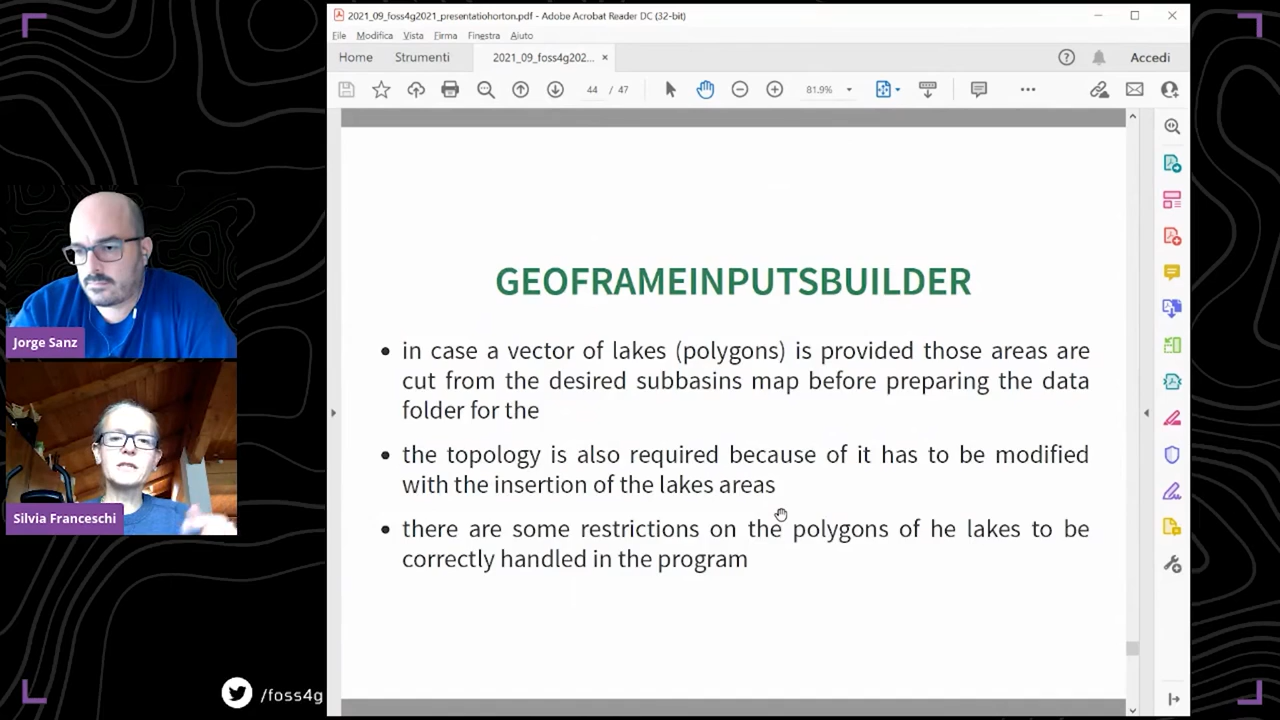 2021_09_foss4g2021_presentatiohorton.pdf - Adobe Acrobat Reader DC (32-bit)
File Modifica Vista Firma Finestra Aiuto
Home Strumenti 2021_09_foss4g202... × Accedi
44 / 47 81.9%
GEOFRAMEINPUTSBUILDER
• in case a vector of lakes (polygons) is provided those areas are
cut from the desired subbasins map before preparing the data
folder for the
• the topology is also required because of it has to be modified
with the insertion of the lakes areas
• there are some restrictions on the polygons of he lakes to be
correctly handled in the program
Jorge Sanz
Silvia Franceschi
/foss4g